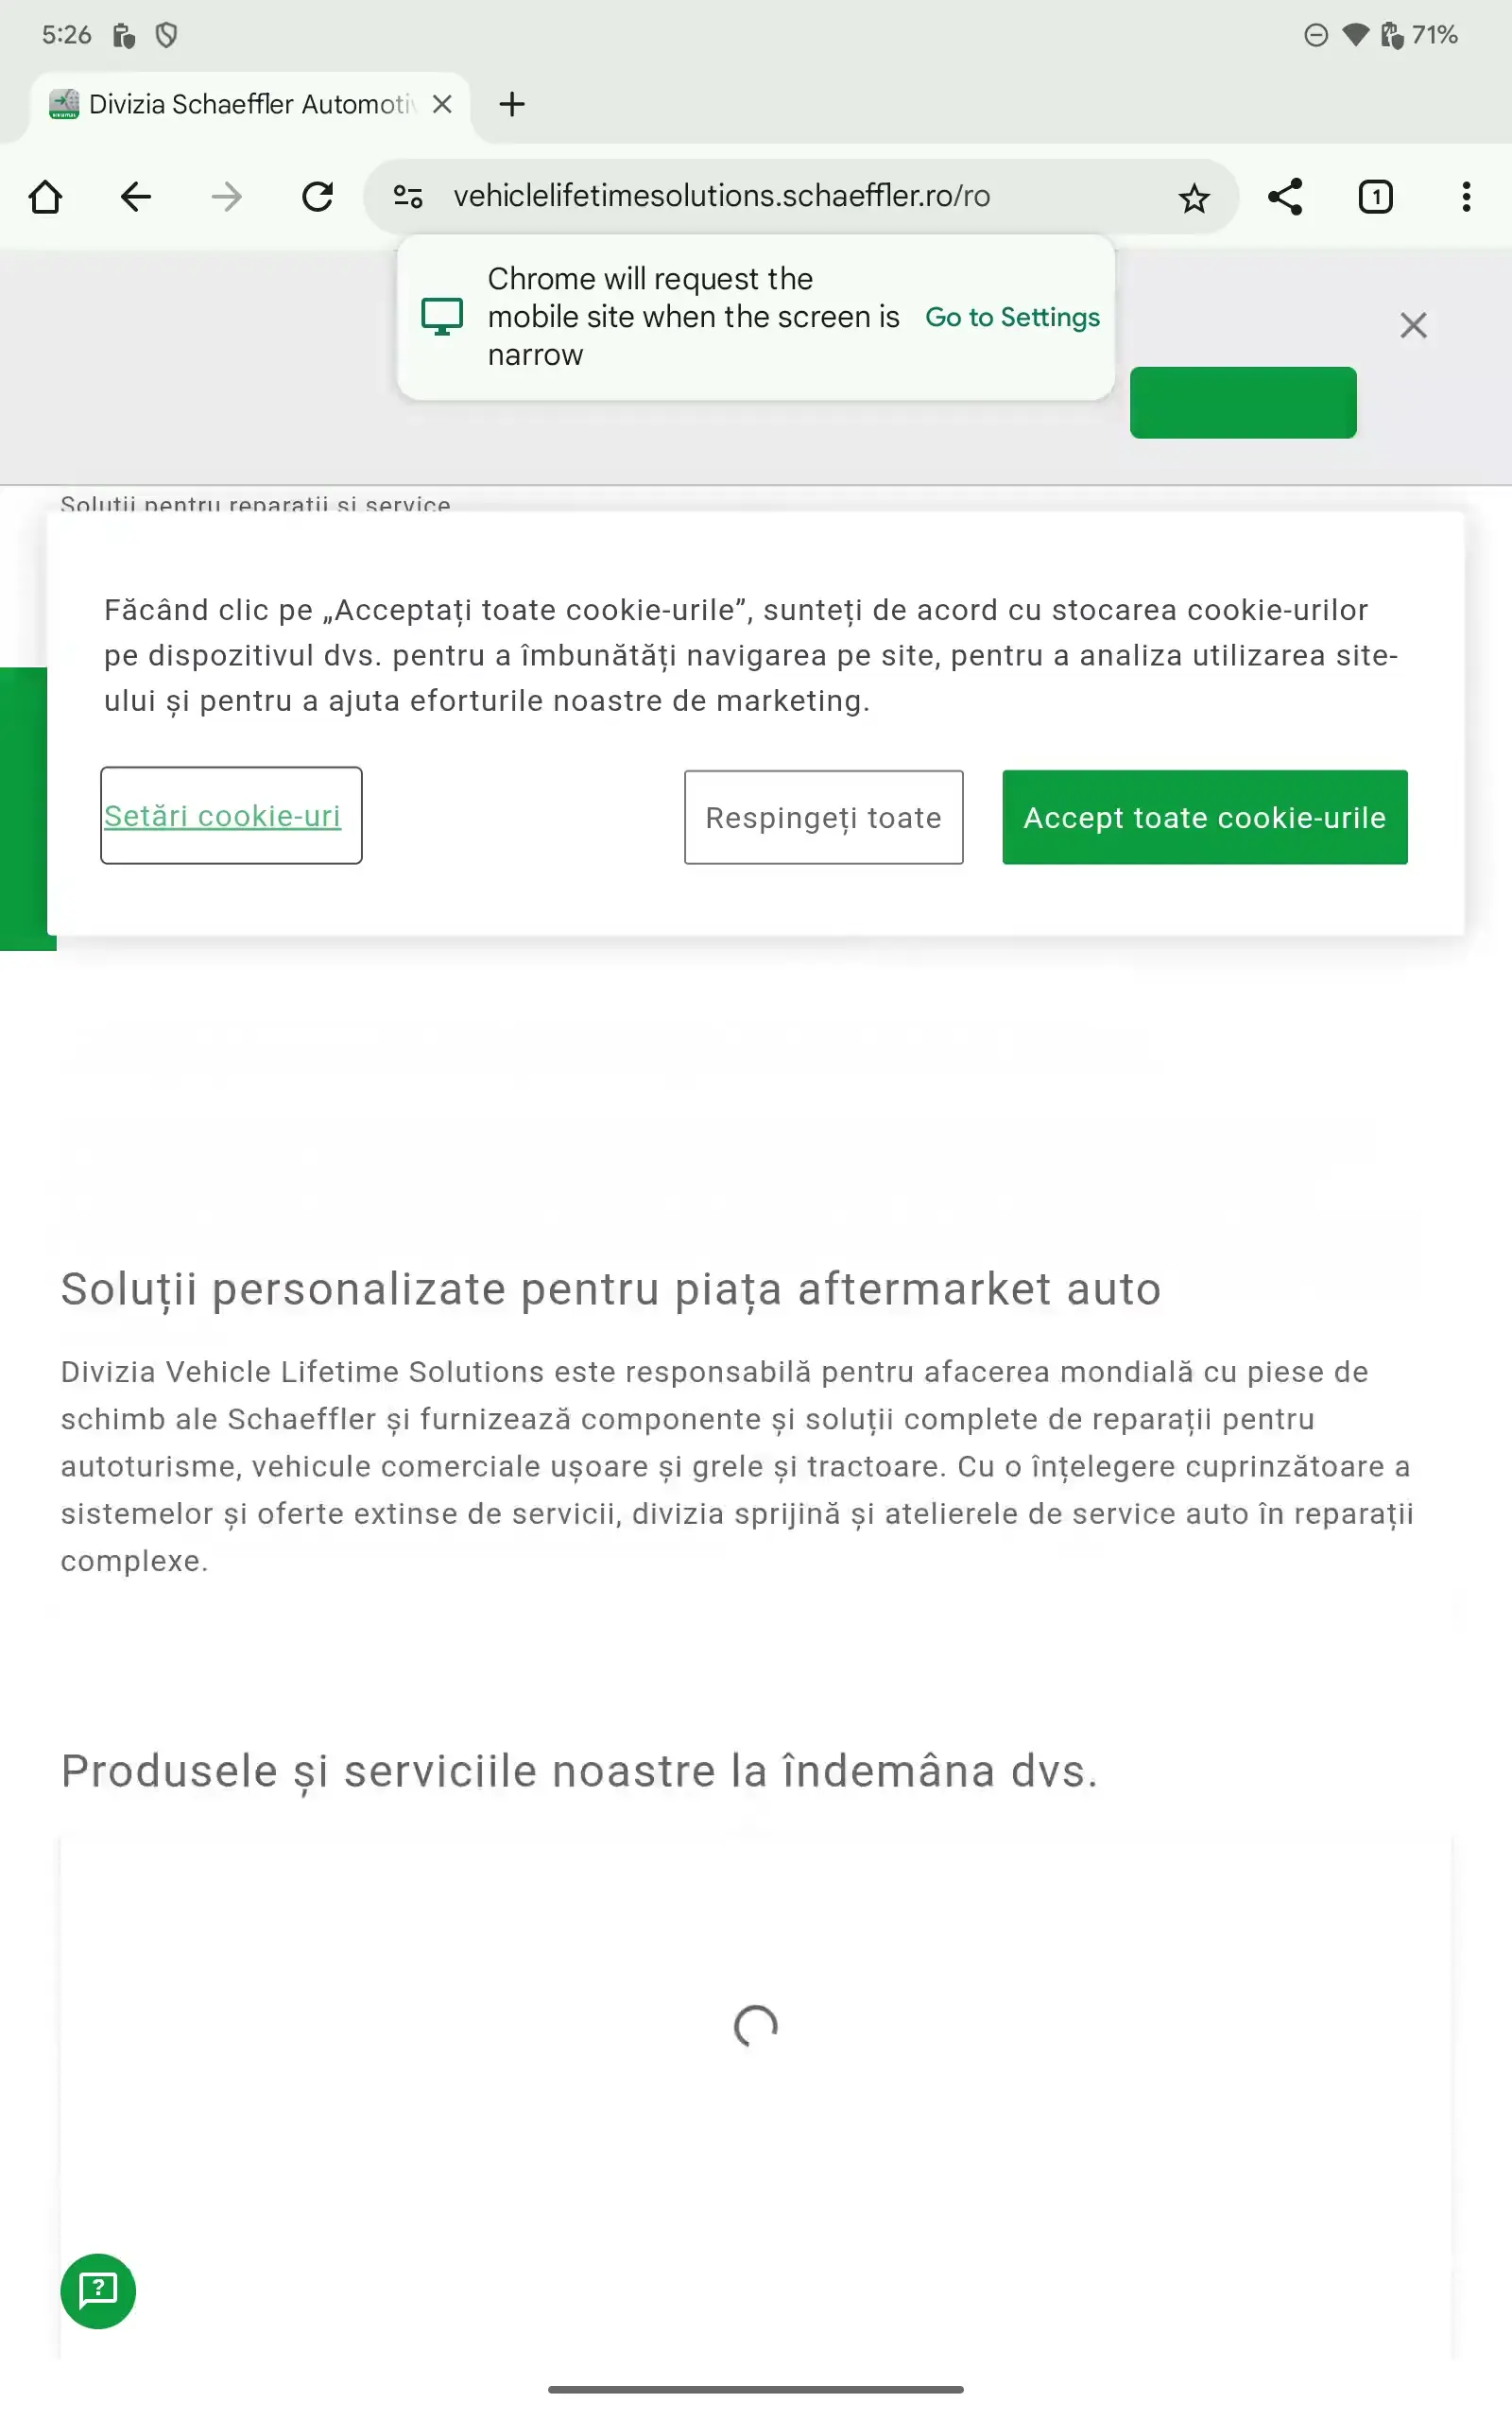 5:26
71%
Divizia Schaeffler Automotiv
vehiclelifetimesolutions.schaeffler.ro/ro
1
Chrome will request the
mobile site when the screen is
narrow
Go to Settings
Soluții pentru reparații și service
Făcând clic pe „Acceptați toate cookie-urile”, sunteți de acord cu stocarea cookie-urilor
pe dispozitivul dvs. pentru a îmbunătăți navigarea pe site, pentru a analiza utilizarea site-
ului și pentru a ajuta eforturile noastre de marketing.
Setări cookie-uri
Respingeți toate
Accept toate cookie-urile
Soluții personalizate pentru piața aftermarket auto
Divizia Vehicle Lifetime Solutions este responsabilă pentru afacerea mondială cu piese de
schimb ale Schaeffler și furnizează componente și soluții complete de reparații pentru
autoturisme, vehicule comerciale ușoare și grele și tractoare. Cu o înțelegere cuprinzătoare a
sistemelor și oferte extinse de servicii, divizia sprijină și atelierele de service auto în reparații
complexe.
Produsele și serviciile noastre la îndemâna dvs.